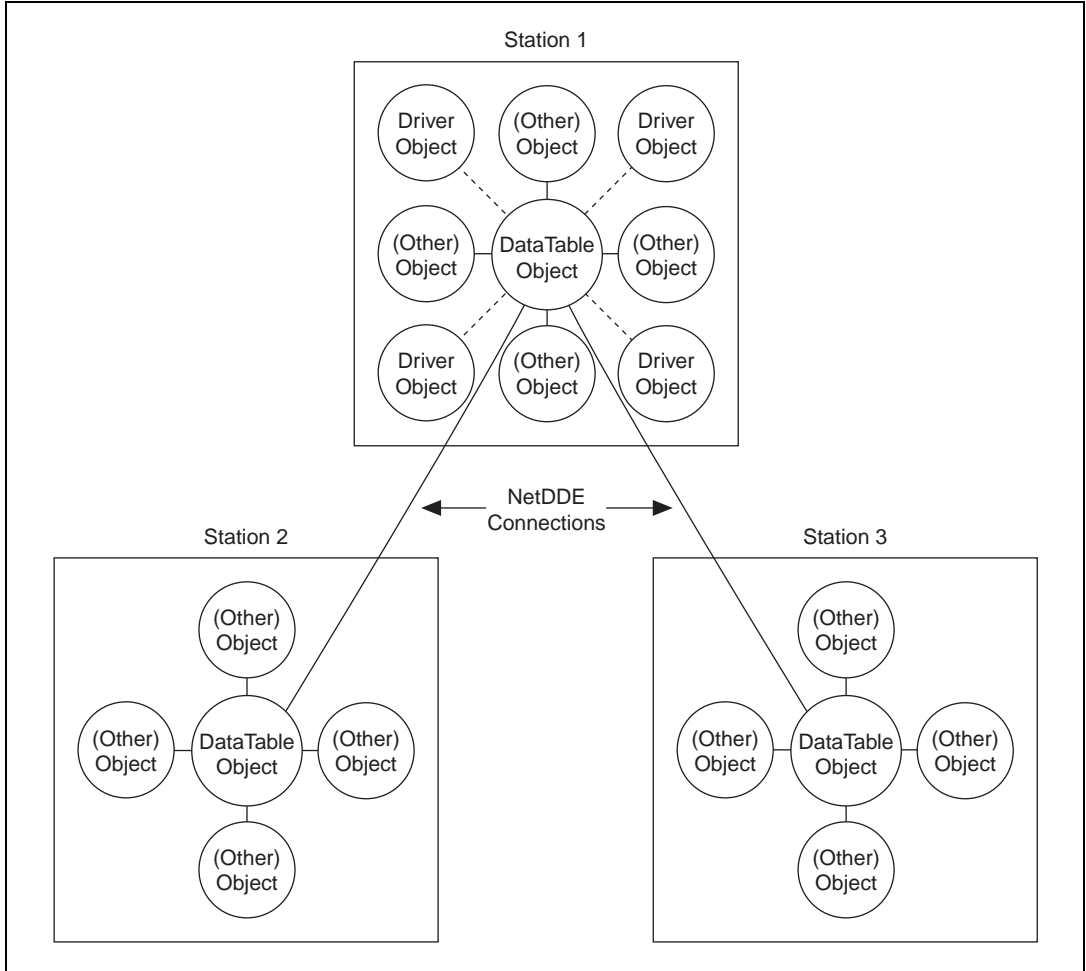 Station 1
Driver
Object
(Other)
Object
Driver
Object
(Other)
Object
DataTable
Object
(Other)
Object
Driver
Object
(Other)
Object
Driver
Object
NetDDE
Connections
Station 2
(Other)
Object
(Other)
Object
DataTable
Object
(Other)
Object
(Other)
Object
Station 3
(Other)
Object
(Other)
Object
DataTable
Object
(Other)
Object
(Other)
Object